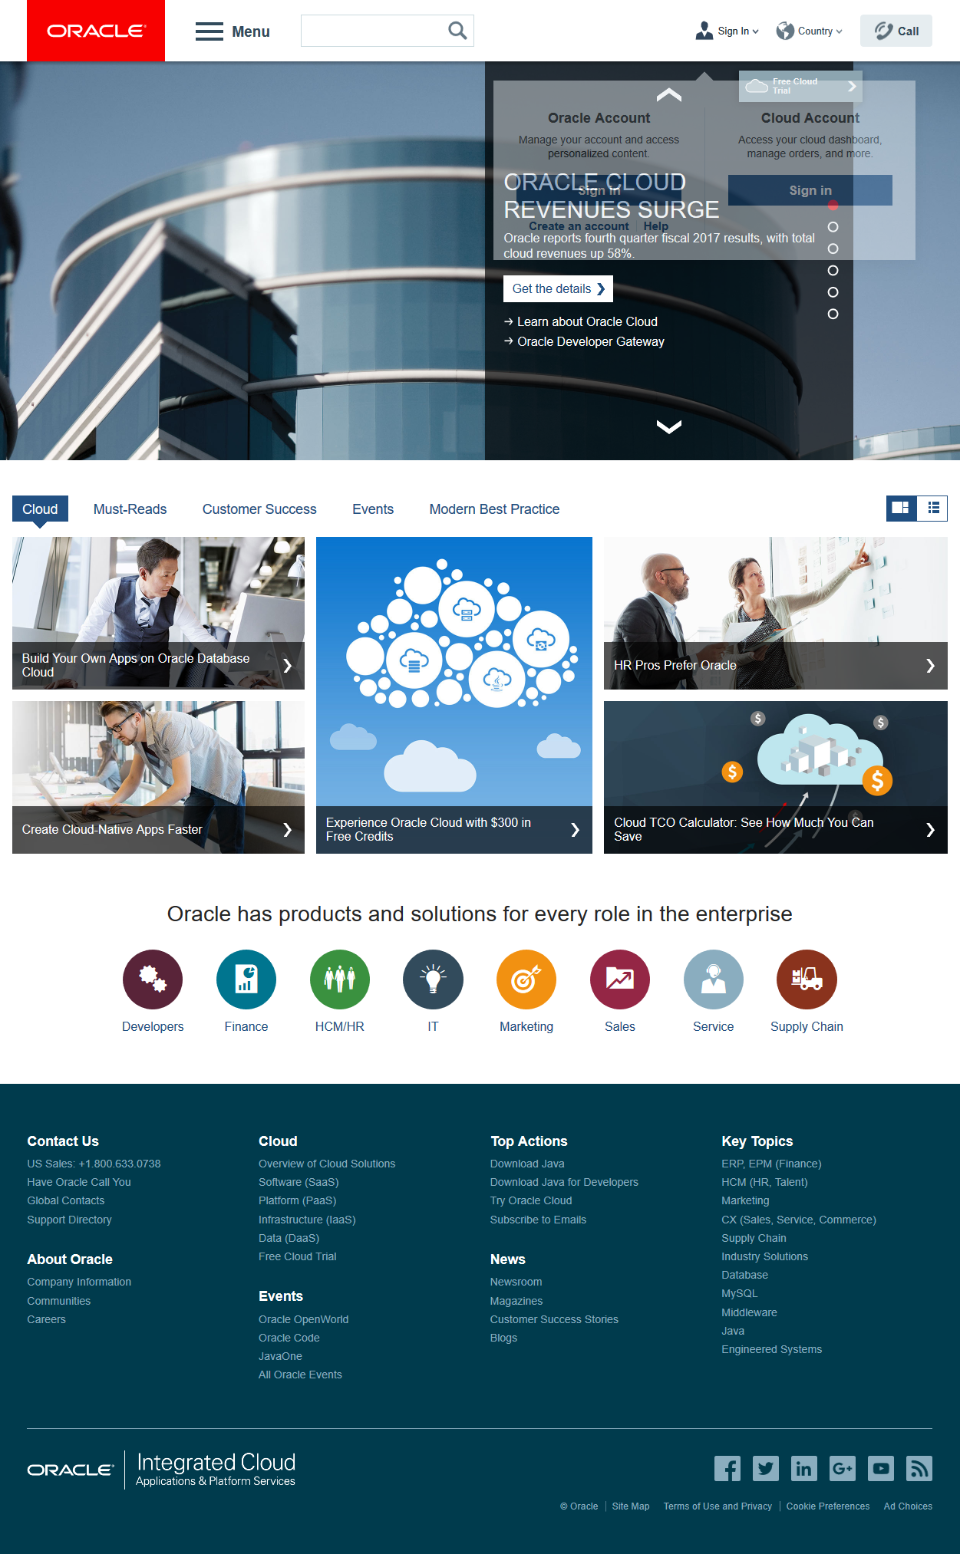 ORACLE
Menu
Sign In
Country
Call
Free Cloud
Trial
Oracle Account
Manage your account and access
personalized content.
Sign in
Create an account
Help
Cloud Account
Access your cloud dashboard,
manage orders, and more.
Sign in
ORACLE CLOUD
REVENUES SURGE
Oracle reports fourth quarter fiscal 2017 results, with total
cloud revenues up 58%.
Get the details
Learn about Oracle Cloud
Oracle Developer Gateway
Cloud
Must-Reads
Customer Success
Events
Modern Best Practice
Build Your Own Apps on Oracle Database
Cloud
Create Cloud-Native Apps Faster
Experience Oracle Cloud with $300 in
Free Credits
HR Pros Prefer Oracle
Cloud TCO Calculator: See How Much You Can
Save
Oracle has products and solutions for every role in the enterprise
Developers
Finance
HCM/HR
IT
Marketing
Sales
Service
Supply Chain
Contact Us
US Sales: +1.800.633.0738
Have Oracle Call You
Global Contacts
Support Directory
About Oracle
Company Information
Communities
Careers
Cloud
Overview of Cloud Solutions
Software (SaaS)
Platform (PaaS)
Infrastructure (IaaS)
Data (DaaS)
Free Cloud Trial
Events
Oracle OpenWorld
Oracle Code
JavaOne
All Oracle Events
Top Actions
Download Java
Download Java for Developers
Try Oracle Cloud
Subscribe to Emails
News
Newsroom
Magazines
Customer Success Stories
Blogs
Key Topics
ERP, EPM (Finance)
HCM (HR, Talent)
Marketing
CX (Sales, Service, Commerce)
Supply Chain
Industry Solutions
Database
MySQL
Middleware
Java
Engineered Systems
ORACLE
Integrated Cloud
Applications & Platform Services
© Oracle
Site Map
Terms of Use and Privacy
Cookie Preferences
Ad Choices